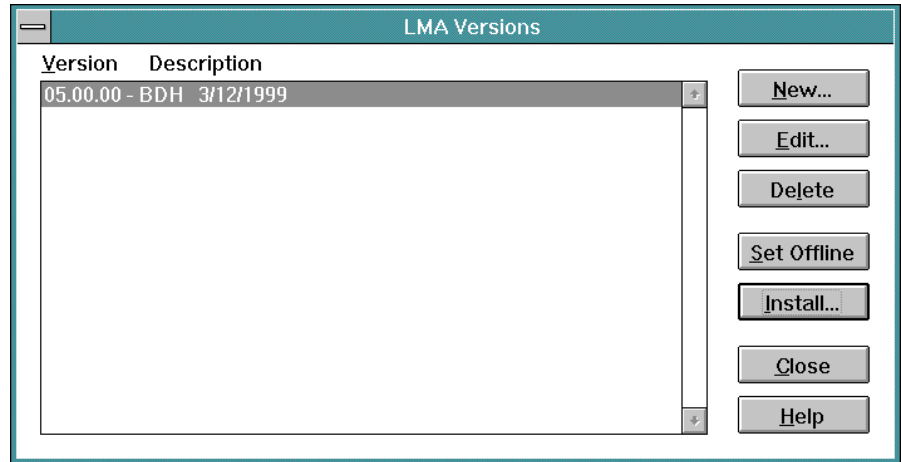 LMA Versions
Version Description
05.00.00 - BDH 3/12/1999
New...
Edit...
Delete
Set Offline
Install...
Close
Help